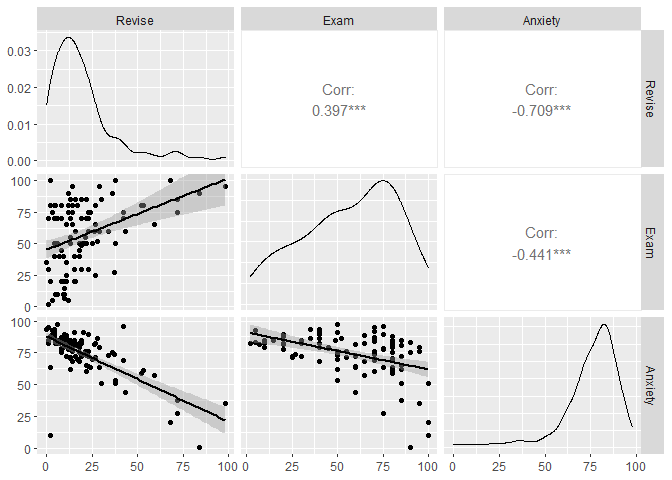 Revise Exam Anxiety
0.03
0.02
0.01
0.00
Corr:
0.397***
Corr:
-0.709***
Revise
100
75
50
25
0
Corr:
-0.441***
Exam
100
75
50
25
0
Anxiety
0 25 50 75 100 0 25 50 75 100 0 25 50 75 100